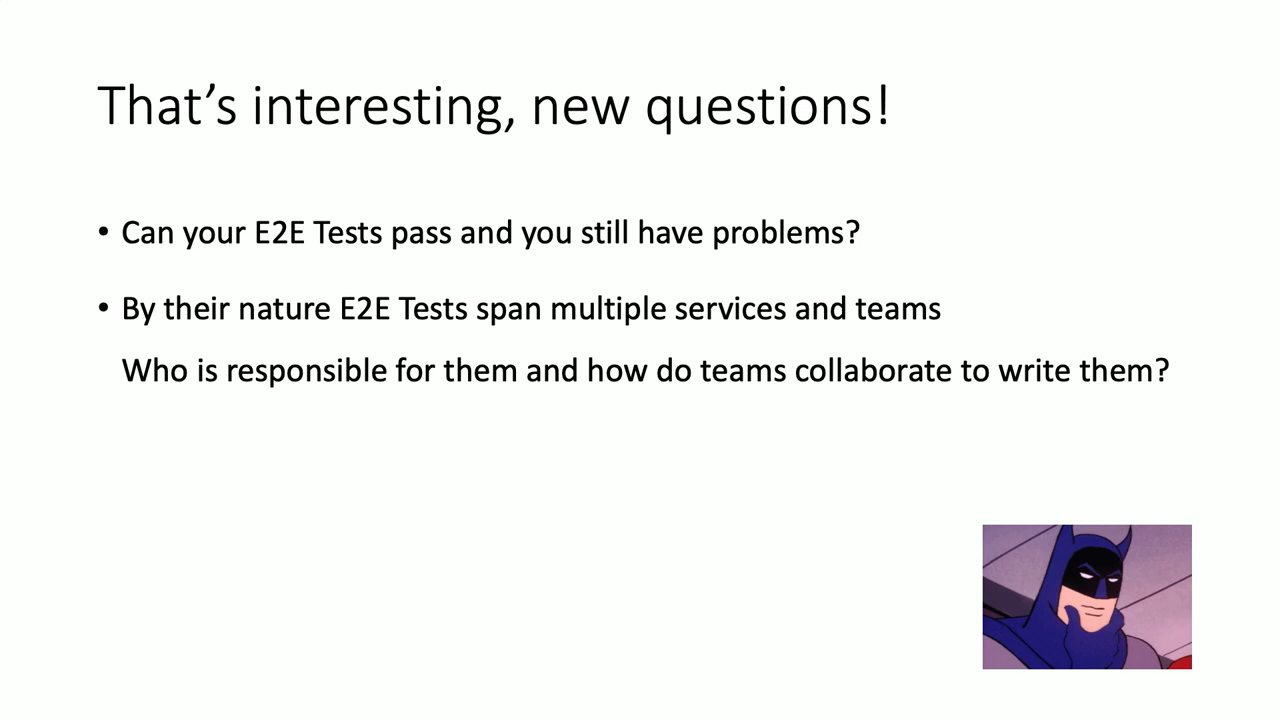 That’s interesting, new questions!
• Can your E2E Tests pass and you still have problems?
• By their nature E2E Tests span multiple services and teams
Who is responsible for them and how do teams collaborate to write them?